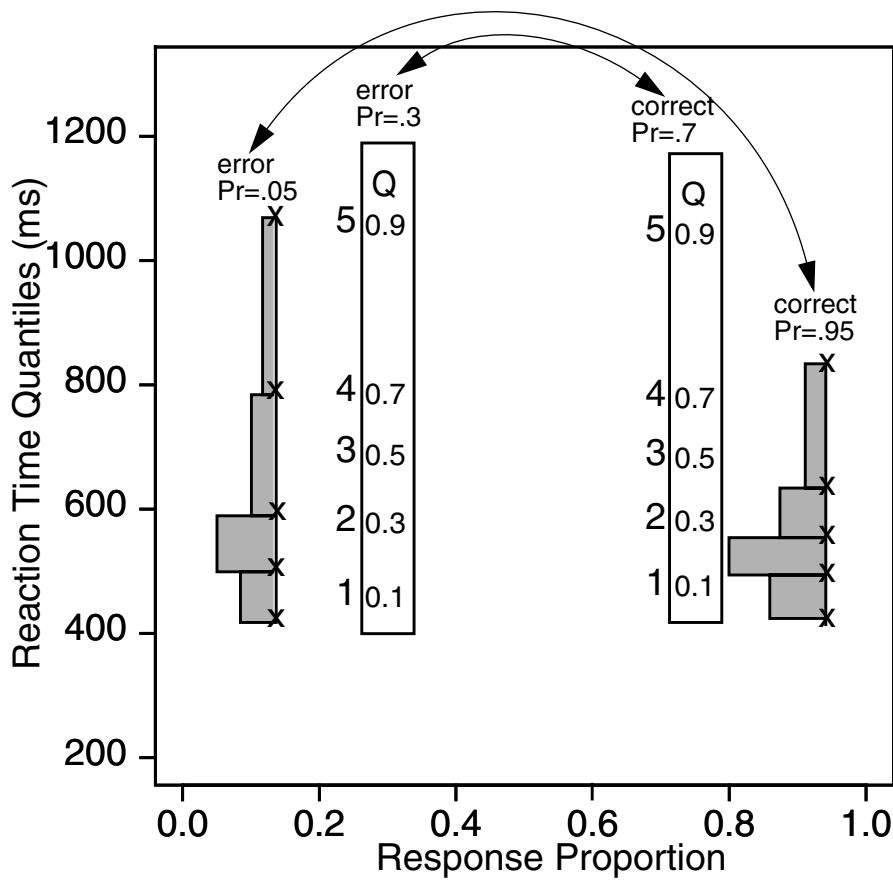 error
Pr=.3
correct
Pr=.7
error
Pr=.05
correct
Pr=.95
Q
5 0.9
4 0.7
3 0.5
2 0.3
1 0.1
Q
5 0.9
4 0.7
3 0.5
2 0.3
1 0.1
X
X
X
X
X
X
X
X
X
X
Reaction Time Quantiles (ms)
1200
1000
800
600
400
200
0.0 0.2 0.4 0.6 0.8 1.0
Response Proportion